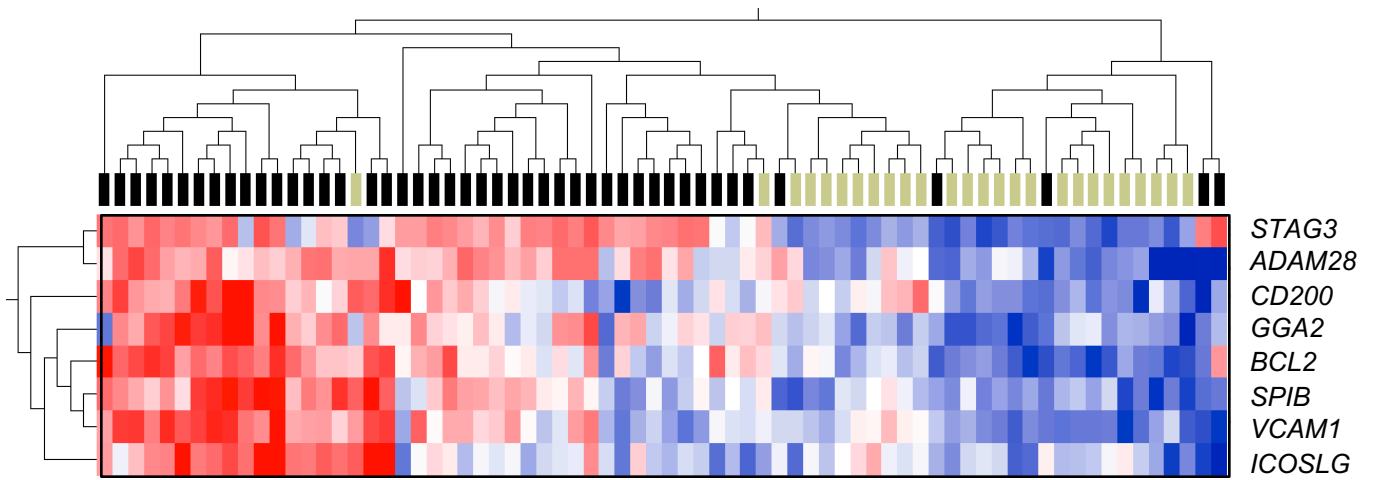 STAG3
ADAM28
CD200
GGA2
BCL2
SPIB
VCAM1
ICOSLG